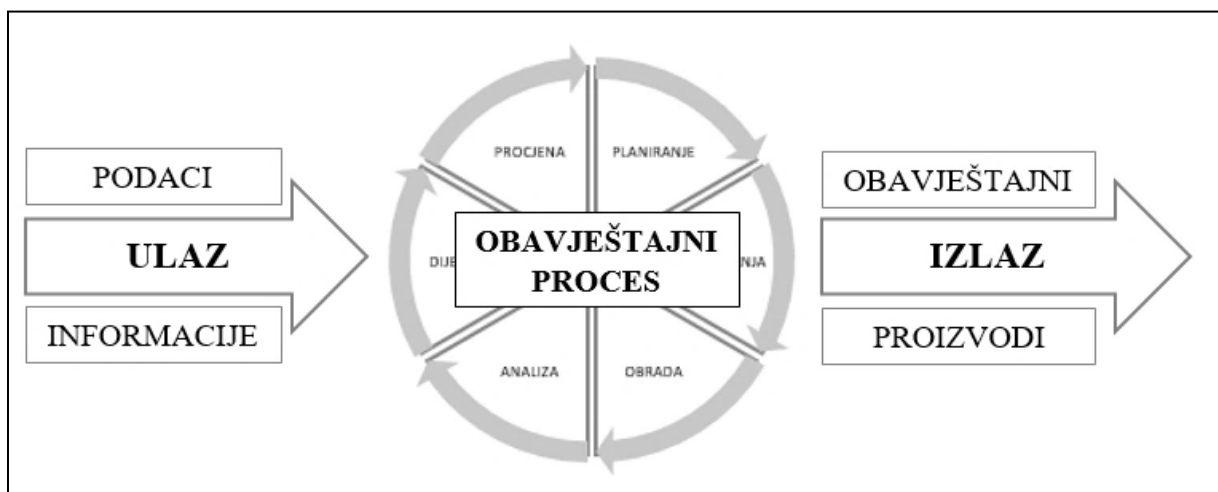 PODACI
ULAZ
INFORMACIJE
PROCJENA
PLANIRANJE
OBAVJEŠTAJNI
PROCES
ANALIZA
OBRADA
OBAVJEŠTAJNI
IZLAZ
PROIZVODI